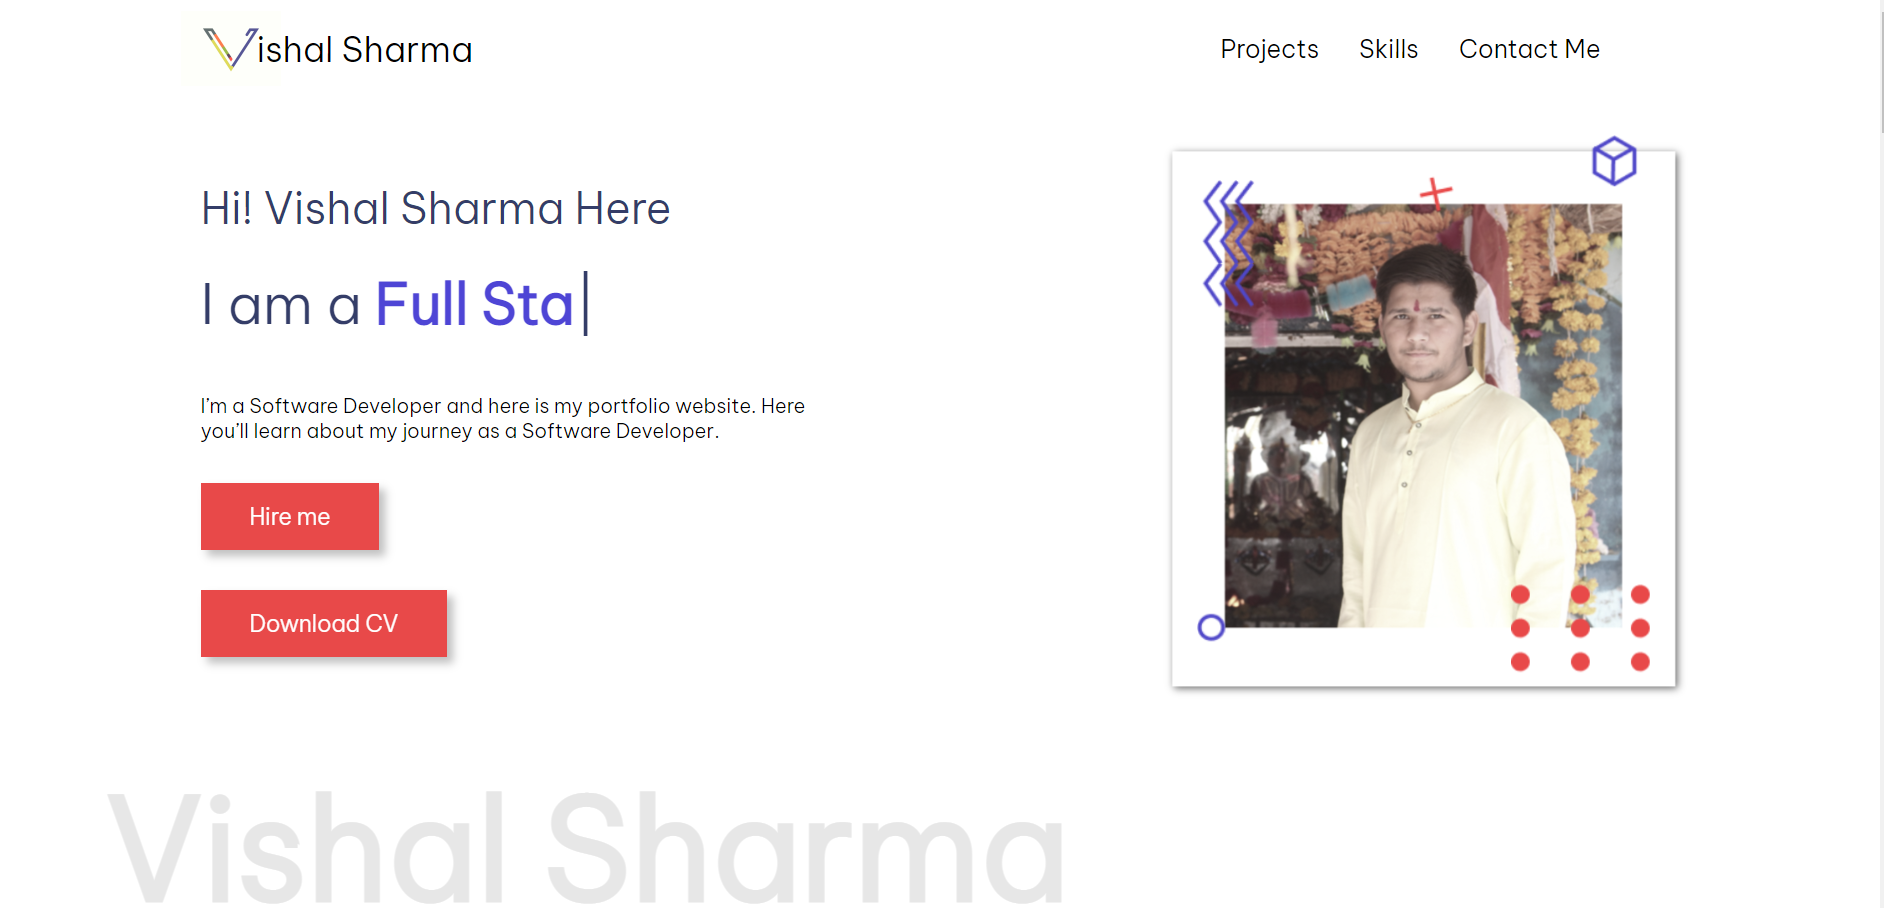 Vishal Sharma
Projects Skills Contact Me
Hi! Vishal Sharma Here
I am a Full Sta
I'm a Software Developer and here is my portfolio website. Here
you'll learn about my journey as a Software Developer.
Hire me
Download CV
Vishal Sharma